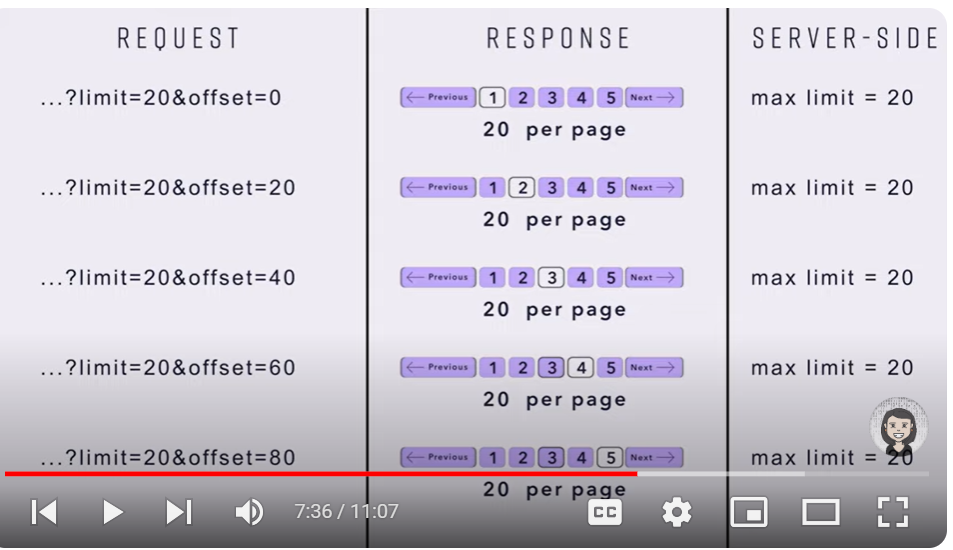 REQUEST RESPONSE SERVER-SIDE
...?limit=20&offset=0 ← Previous 1 2 3 4 5 Next → max limit = 20
20 per page
...?limit=20&offset=20 ← Previous 1 2 3 4 5 Next → max limit = 20
20 per page
...?limit=20&offset=40 ← Previous 1 2 3 4 5 Next → max limit = 20
20 per page
...?limit=20&offset=60 ← Previous 1 2 3 4 5 Next → max limit = 20
20 per page
...?limit=20&offset=80 ← Previous 1 2 3 4 5 Next → max limit = 20
20 per page
7:36 / 11:07 CC